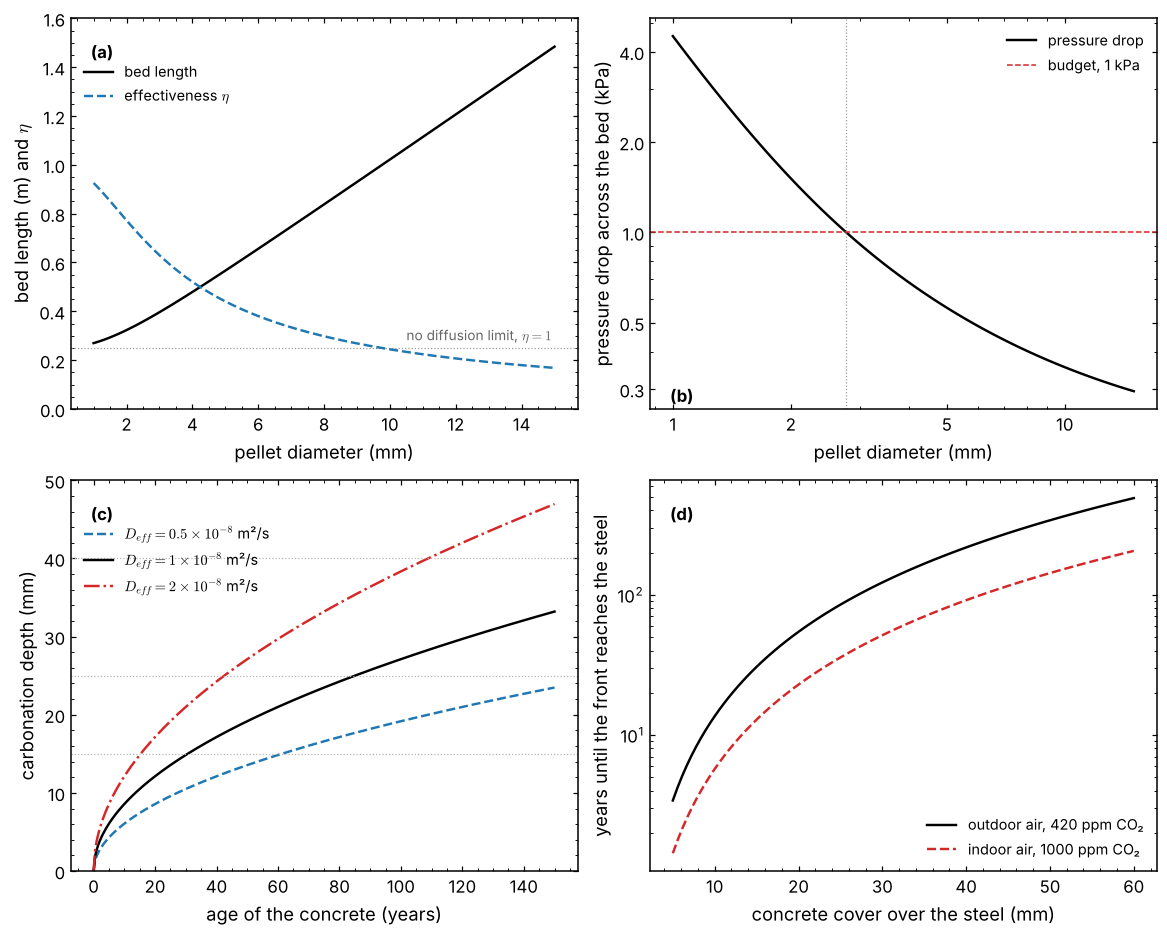 (a)
bed length
effectiveness η
no diffusion limit, η = 1
bed length (m) and η
0.0
0.2
0.4
0.6
0.8
1.0
1.2
1.4
1.6
2
4
6
8
10
12
14
pellet diameter (mm)
pressure drop
budget, 1 kPa
(b)
pressure drop across the bed (kPa)
4.0
2.0
1.0
0.5
0.3
1
2
5
10
pellet diameter (mm)
(c)
D_eff = 0.5 × 10⁻⁸ m²/s
D_eff = 1 × 10⁻⁸ m²/s
D_eff = 2 × 10⁻⁸ m²/s
carbonation depth (mm)
0
10
20
30
40
50
0
20
40
60
80
100
120
140
age of the concrete (years)
(d)
outdoor air, 420 ppm CO₂
indoor air, 1000 ppm CO₂
years until the front reaches the steel
10²
10¹
10
20
30
40
50
60
concrete cover over the steel (mm)